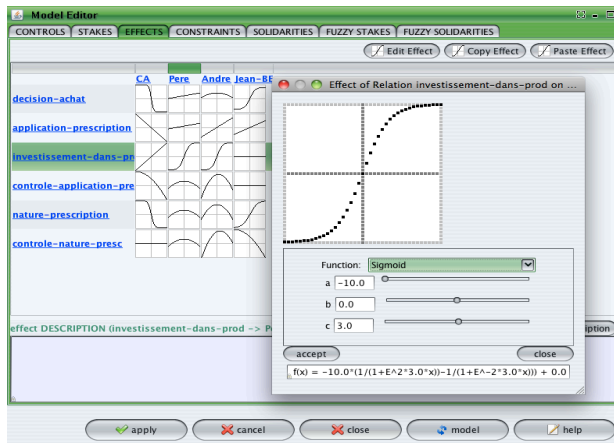 Model Editor
CONTROLS STAKES EFFECTS CONSTRAINTS SOLIDARITIES FUZZY STAKES FUZZY SOLIDARITIES
Edit Effect Copy Effect Paste Effect
CA Pere Andre Jean-BE
decision-achat
application-prescription
investissement-dans-pr
controle-application-pre
nature-prescription
controle-nature-presc
Effect of Relation investissement-dans-prod on ...
Function: Sigmoid
a -10.0
b 0.0
c 3.0
accept close
f(x) = -10.0*(1/(1+E^2*3.0*x))-1/(1+E^-2*3.0*x))) + 0.0
effect DESCRIPTION (investissement-dans-prod -> P
ription
apply cancel close model help